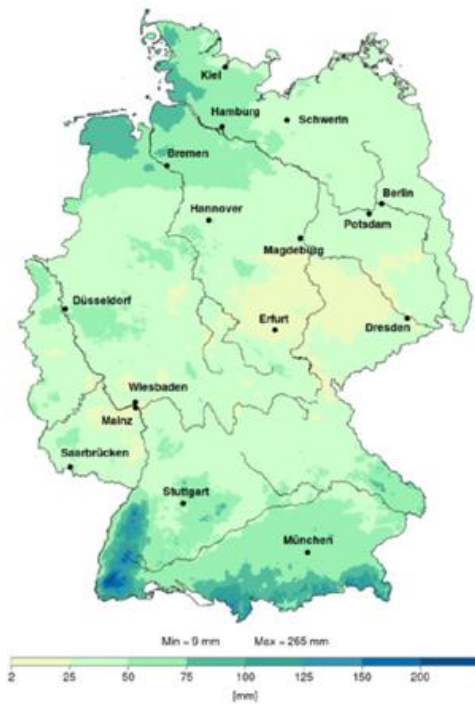 Kiel
Hamburg
Schwerin
Bremen
Berlin
Hannover
Potsdam
Magdeburg
Düsseldorf
Erfurt
Dresden
Wiesbaden
Mainz
Saarbrücken
Stuttgart
München
Min = 9 mm Max = 265 mm
2 25 50 75 100 125 150 200
[mm]